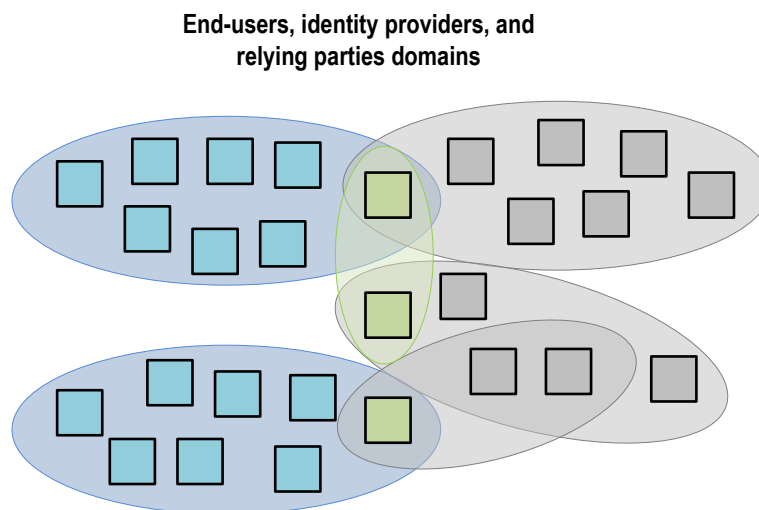 End-users, identity providers, and
relying parties domains